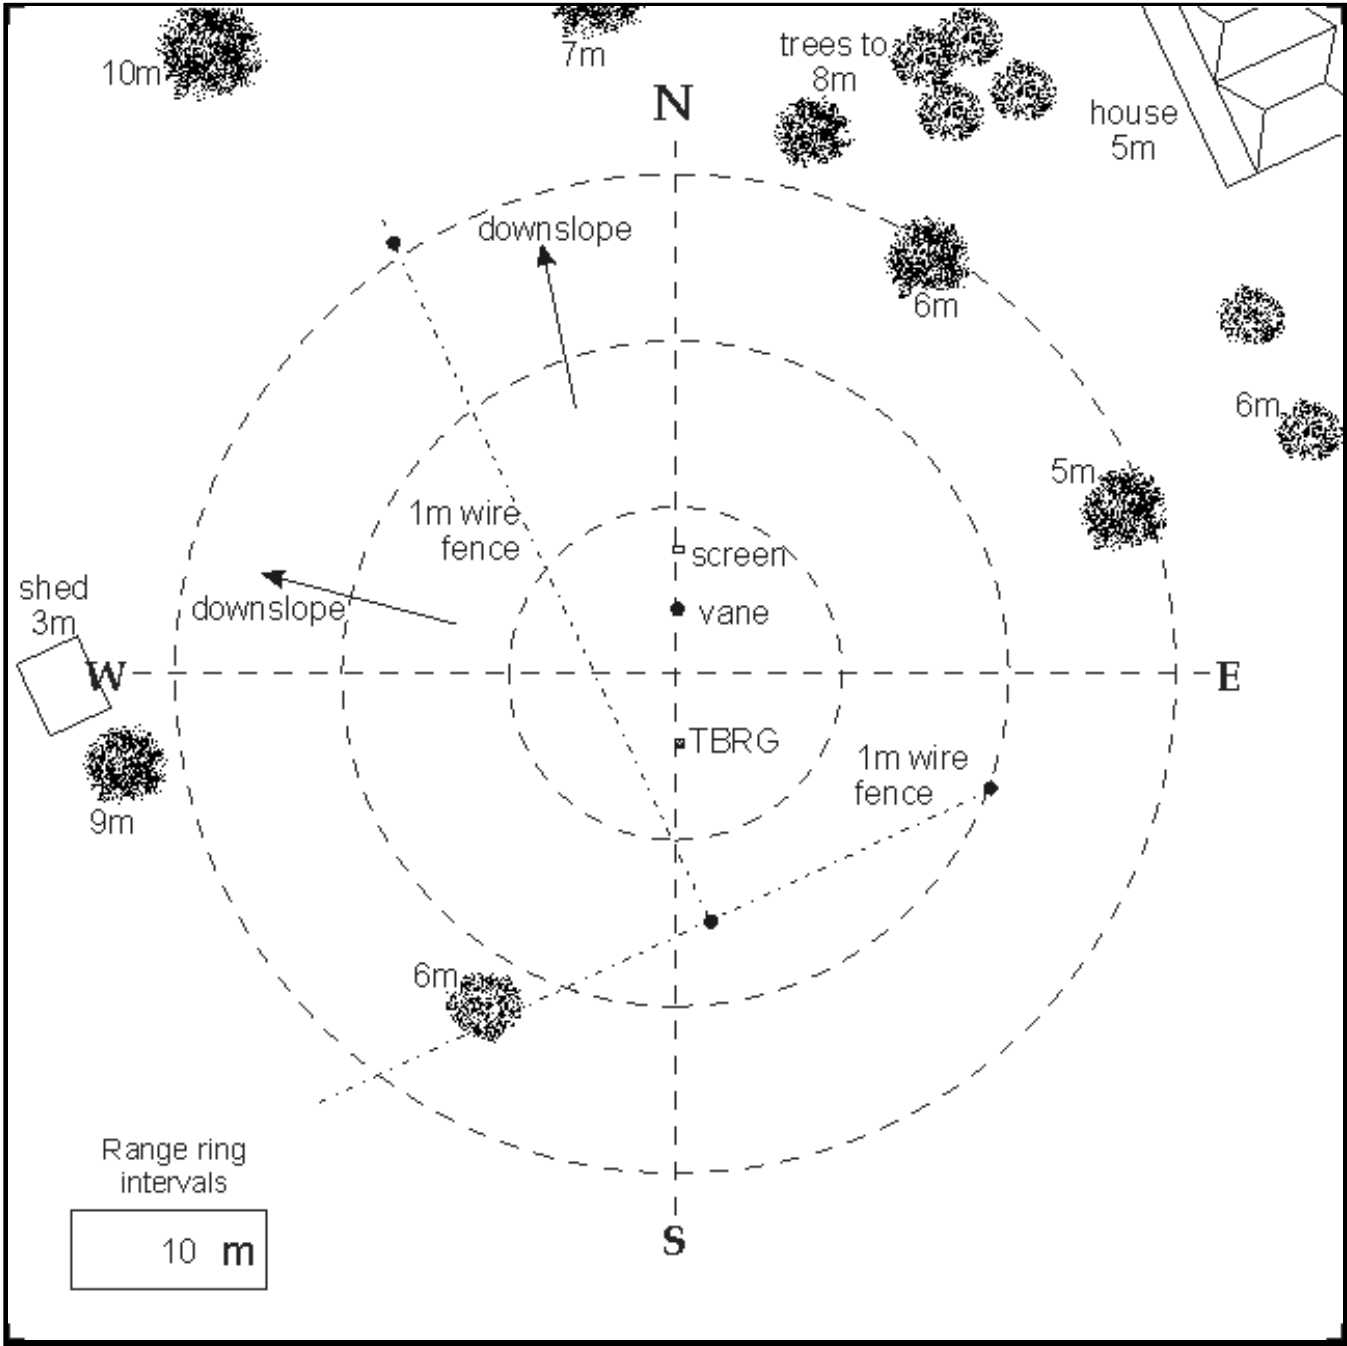 10m
7m
trees to
8m
N
house
5m
downslope
6m
6m
5m
1m wire
fence
screen
shed
3m
downslope
vane
W
E
TBRG
1m wire
fence
9m
6m
Range ring
intervals
S
10 m